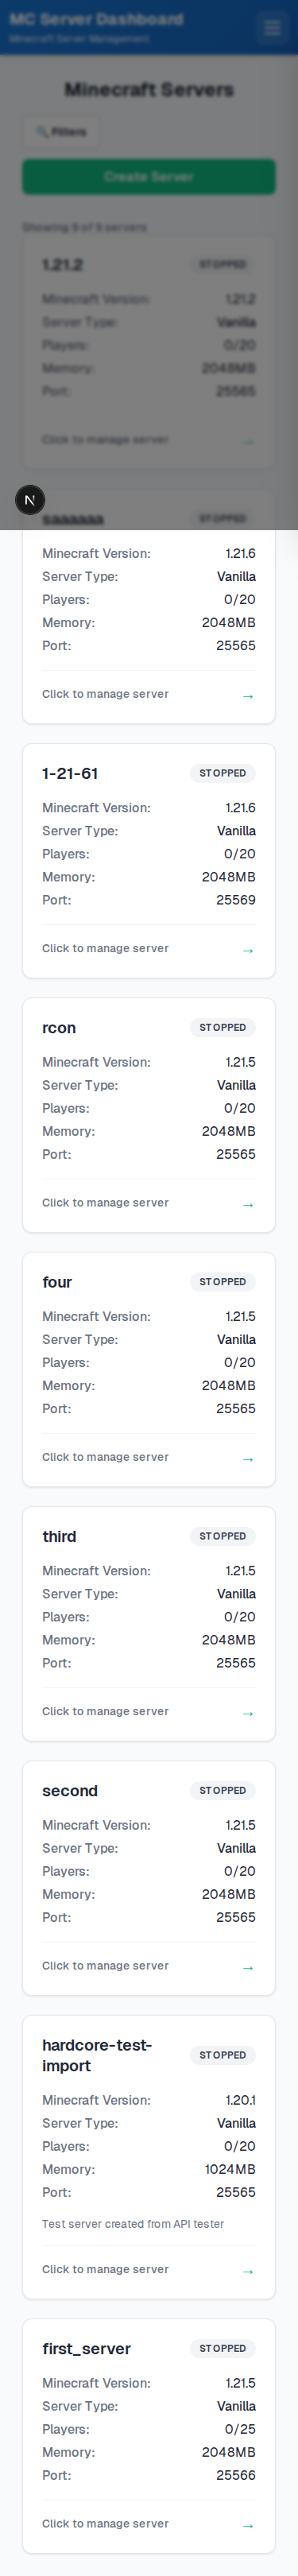 MC Server Dashboard
Minecraft Server Management
Minecraft Servers
🔍 Filters
Create Server
Showing 9 of 9 servers
1.21.2 STOPPED
Minecraft Version: 1.21.2
Server Type: Vanilla
Players: 0/20
Memory: 2048MB
Port: 25565
Click to manage server →
N
STOPPED
Minecraft Version: 1.21.6
Server Type: Vanilla
Players: 0/20
Memory: 2048MB
Port: 25565
Click to manage server →
1-21-61 STOPPED
Minecraft Version: 1.21.6
Server Type: Vanilla
Players: 0/20
Memory: 2048MB
Port: 25569
Click to manage server →
rcon STOPPED
Minecraft Version: 1.21.5
Server Type: Vanilla
Players: 0/20
Memory: 2048MB
Port: 25565
Click to manage server →
four STOPPED
Minecraft Version: 1.21.5
Server Type: Vanilla
Players: 0/20
Memory: 2048MB
Port: 25565
Click to manage server →
third STOPPED
Minecraft Version: 1.21.5
Server Type: Vanilla
Players: 0/20
Memory: 2048MB
Port: 25565
Click to manage server →
second STOPPED
Minecraft Version: 1.21.5
Server Type: Vanilla
Players: 0/20
Memory: 2048MB
Port: 25565
Click to manage server →
hardcore-test-
import STOPPED
Minecraft Version: 1.20.1
Server Type: Vanilla
Players: 0/20
Memory: 1024MB
Port: 25565
Test server created from API tester
Click to manage server →
first_server STOPPED
Minecraft Version: 1.21.5
Server Type: Vanilla
Players: 0/25
Memory: 2048MB
Port: 25566
Click to manage server →